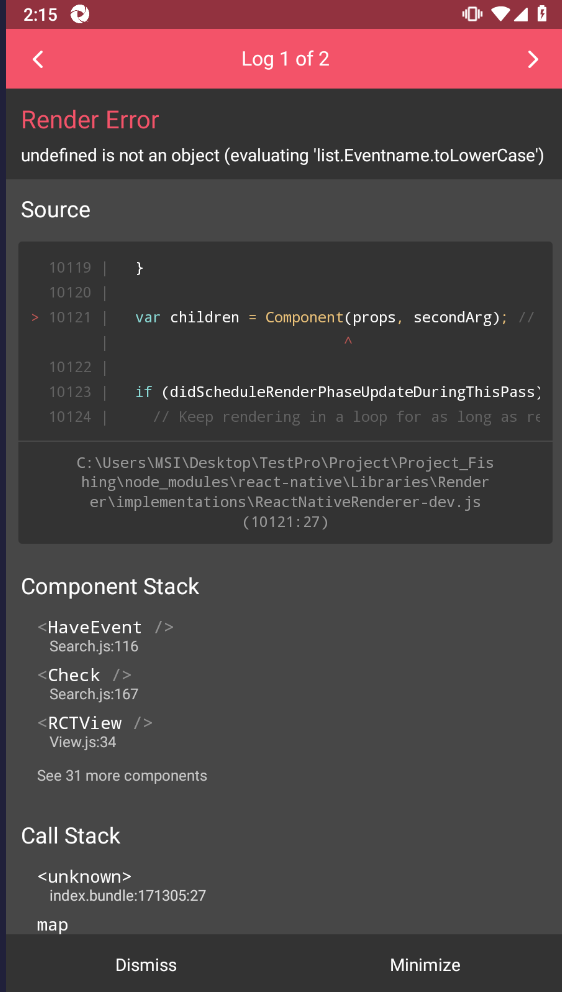 2:15
Log 1 of 2
Render Error
undefined is not an object (evaluating 'list.Eventname.toLowerCase')
Source
10119 | }
10120 |
> 10121 | var children = Component(props, secondArg); //
| ^
10122 |
10123 | if (didScheduleRenderPhaseUpdateDuringThisPass)
10124 | // Keep rendering in a loop for as long as re
C:\Users\MSI\Desktop\TestPro\Project\Project_Fis
hing\node_modules\react-native\Libraries\Render
er\implementations\ReactNativeRenderer-dev.js
(10121:27)
Component Stack
<HaveEvent />
Search.js:116
<Check />
Search.js:167
<RCTView />
View.js:34
See 31 more components
Call Stack
<unknown>
index.bundle:171305:27
map
Dismiss Minimize